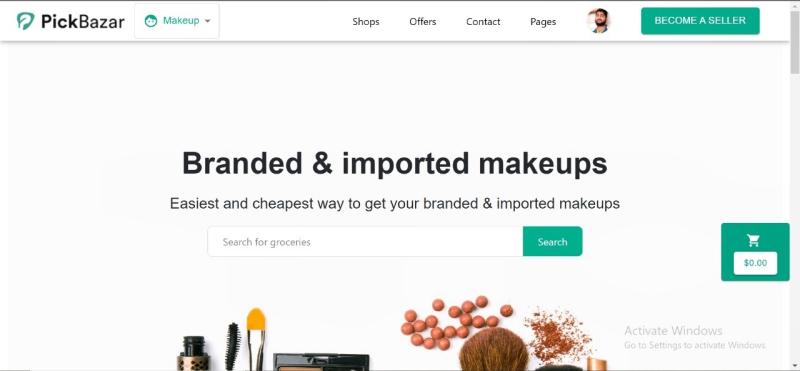 PickBazar
Makeup
Shops
Offers
Contact
Pages
BECOME A SELLER
Branded & imported makeups
Easiest and cheapest way to get your branded & imported makeups
Search for groceries
Search
$0.00
Activate Windows
Go to Settings to activate Windows.